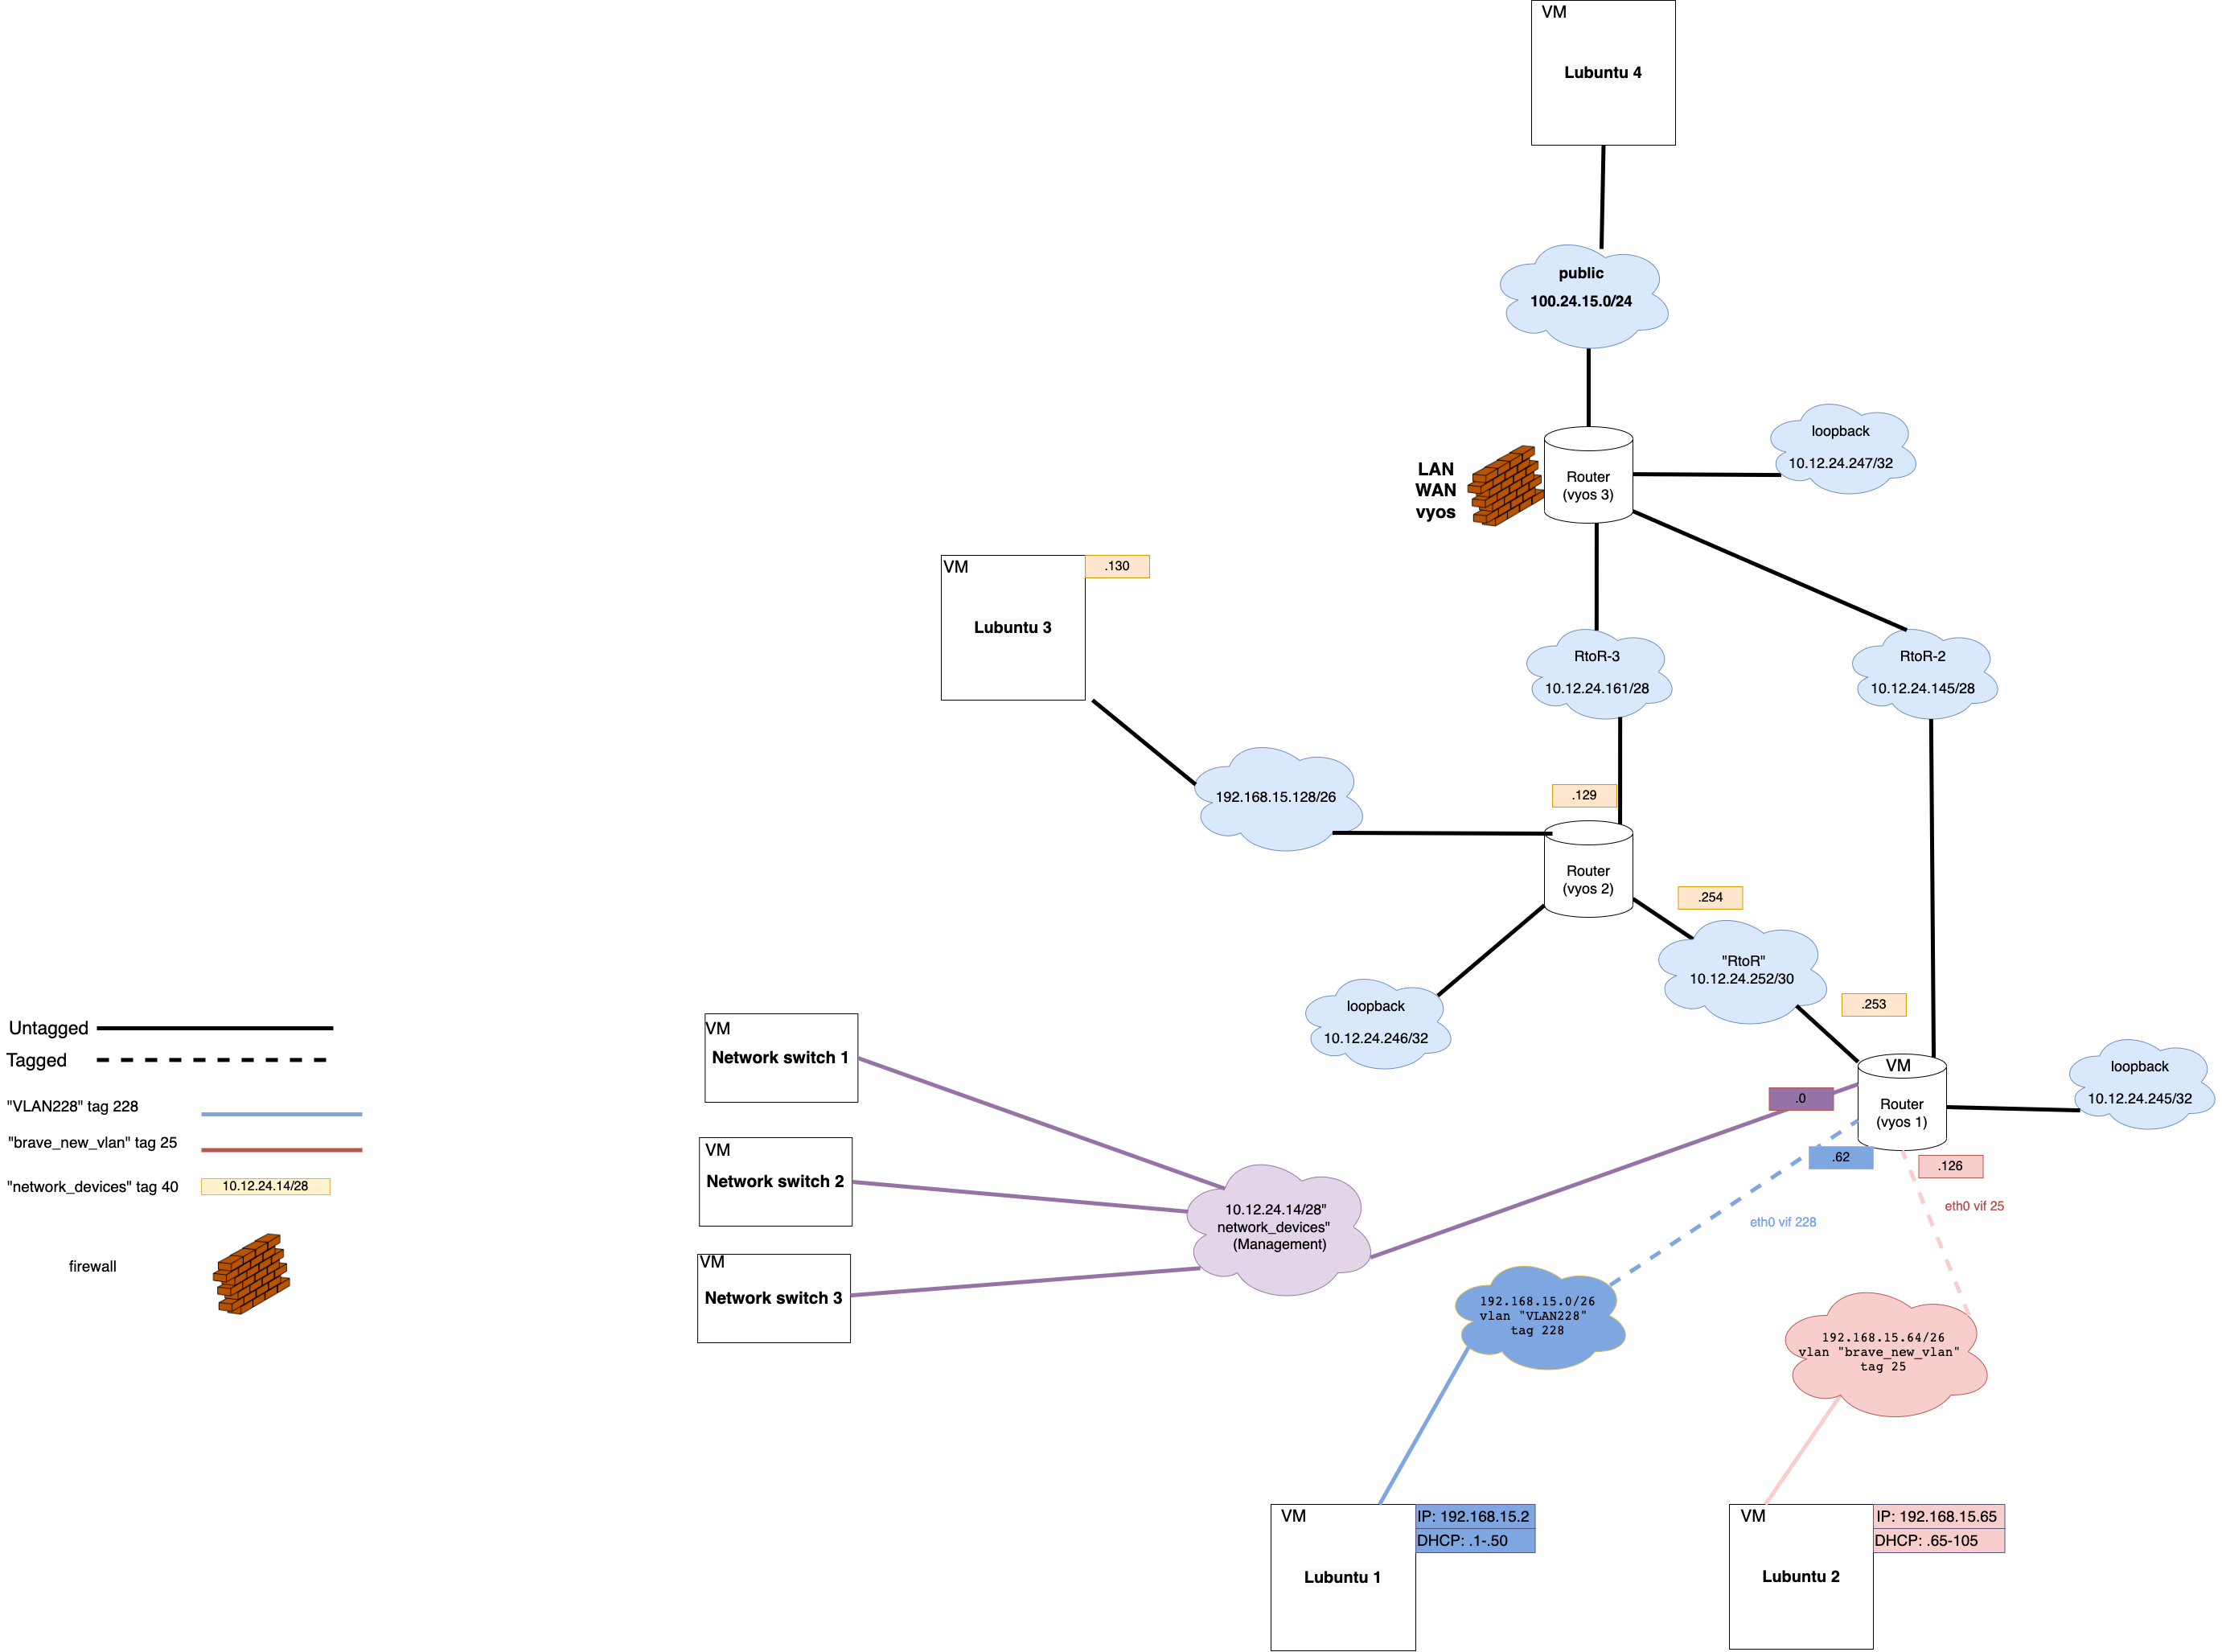 VM
Lubuntu 4
public
100.24.15.0/24
loopback
10.12.24.247/32
LAN
WAN
vyos
Router
(vyos 3)
VM
.130
Lubuntu 3
RtoR-3
10.12.24.161/28
RtoR-2
10.12.24.145/28
192.168.15.128/26
.129
Router
(vyos 2)
.254
"RtoR"
10.12.24.252/30
.253
loopback
10.12.24.246/32
Untagged
Tagged
"VLAN228" tag 228
"brave_new_vlan" tag 25
"network_devices" tag 40
10.12.24.14/28
firewall
VM
Network switch 1
VM
Network switch 2
VM
Network switch 3
10.12.24.14/28"
network_devices"
(Management)
VM
Router
(vyos 1)
.0
.62
.126
loopback
10.12.24.245/32
eth0 vif 228
eth0 vif 25
192.168.15.0/26
vlan "VLAN228"
tag 228
192.168.15.64/26
vlan "brave_new_vlan"
tag 25
VM
IP: 192.168.15.2
DHCP: .1-.50
Lubuntu 1
VM
IP: 192.168.15.65
DHCP: .65-105
Lubuntu 2